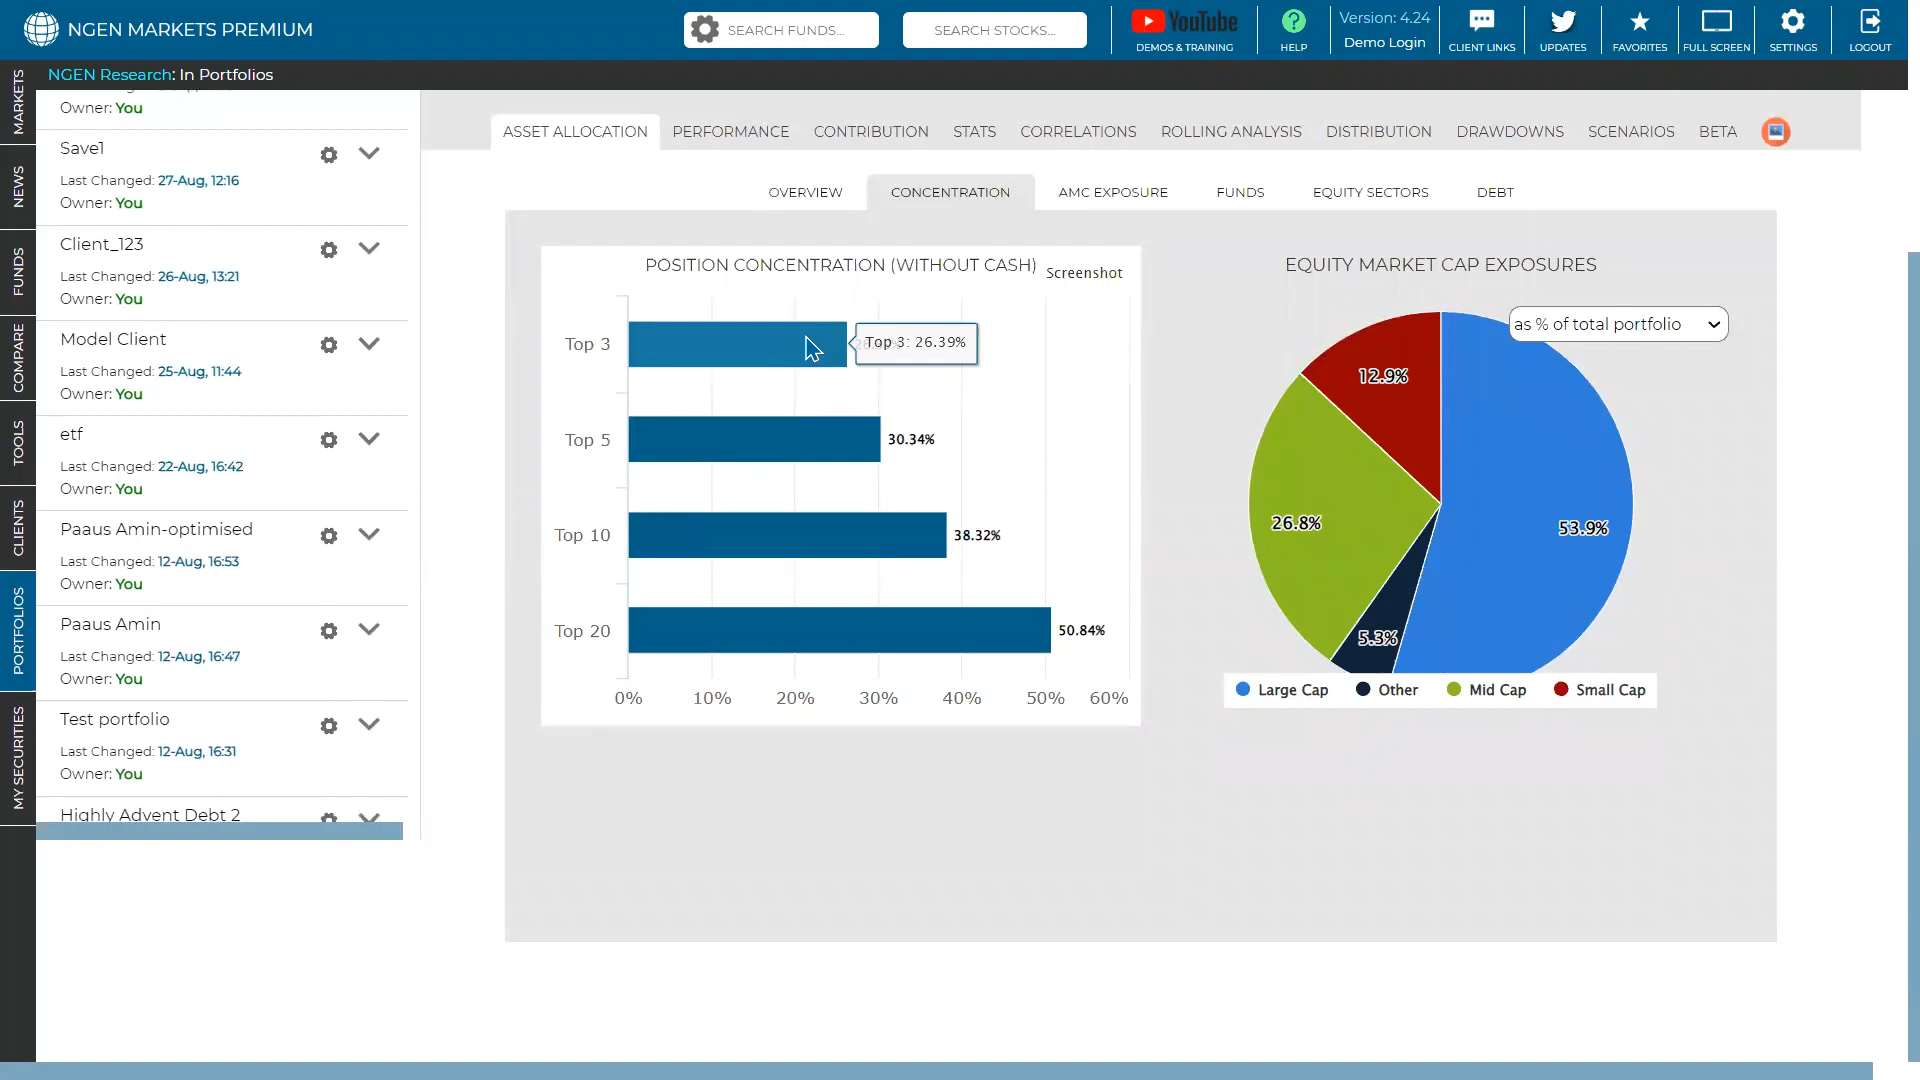 NGEN MARKETS PREMIUM
SEARCH FUNDS...
SEARCH STOCKS...
YouTube
DEMOS & TRAINING
?
HELP
Version: 4.24
Demo Login
CLIENT LINKS
UPDATES
FAVORITES
FULL SCREEN
SETTINGS
LOGOUT
NGEN Research: In Portfolios
MARKETS
NEWS
FUNDS
COMPARE
TOOLS
CLIENTS
PORTFOLIOS
MY SECURITIES
Owner: You
Save1
Last Changed: 27-Aug, 12:16
Owner: You
Client_123
Last Changed: 26-Aug, 13:21
Owner: You
Model Client
Last Changed: 25-Aug, 11:44
Owner: You
etf
Last Changed: 22-Aug, 16:42
Owner: You
Paaus Amin-optimised
Last Changed: 12-Aug, 16:53
Owner: You
Paaus Amin
Last Changed: 12-Aug, 16:47
Owner: You
Test portfolio
Last Changed: 12-Aug, 16:31
Owner: You
Highly Advent Debt 2
ASSET ALLOCATION
PERFORMANCE
CONTRIBUTION
STATS
CORRELATIONS
ROLLING ANALYSIS
DISTRIBUTION
DRAWDOWNS
SCENARIOS
BETA
OVERVIEW
CONCENTRATION
AMC EXPOSURE
FUNDS
EQUITY SECTORS
DEBT
POSITION CONCENTRATION (WITHOUT CASH)
Screenshot
Top 3
Top 3: 26.39%
Top 5
30.34%
Top 10
38.32%
Top 20
50.84%
0% 10% 20% 30% 40% 50% 60%
EQUITY MARKET CAP EXPOSURES
as % of total portfolio
12.9%
26.8%
53.9%
5.3%
Large Cap
Other
Mid Cap
Small Cap